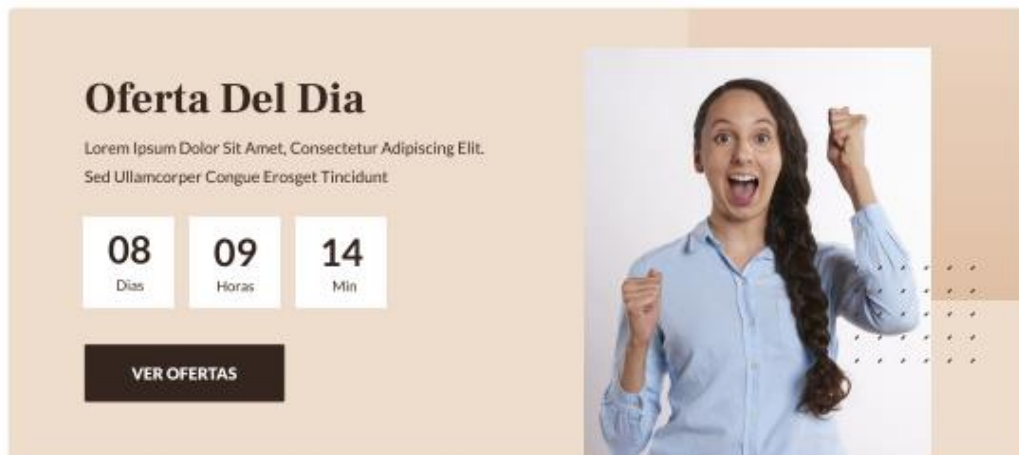 Oferta Del Dia
Lorem Ipsum Dolor Sit Amet, Consectetur Adipiscing Elit.
Sed Ullamcorper Congue Erosget Tincidunt
08 09 14
Dias Horas Min
VER OFERTAS